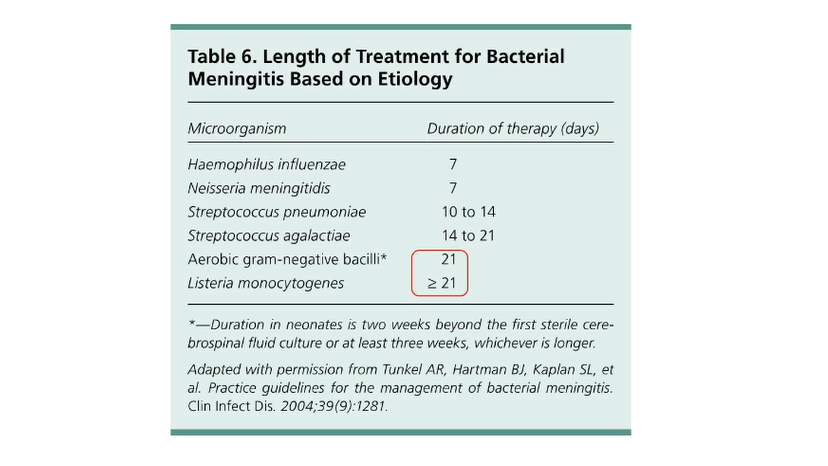 Table 6. Length of Treatment for Bacterial
Meningitis Based on Etiology
Microorganism Duration of therapy (days)
Haemophilus influenzae 7
Neisseria meningitidis 7
Streptococcus pneumoniae 10 to 14
Streptococcus agalactiae 14 to 21
Aerobic gram-negative bacilli* 21
Listeria monocytogenes ≥ 21
*—Duration in neonates is two weeks beyond the first sterile cere-
brospinal fluid culture or at least three weeks, whichever is longer.
Adapted with permission from Tunkel AR, Hartman BJ, Kaplan SL, et
al. Practice guidelines for the management of bacterial meningitis.
Clin Infect Dis. 2004;39(9):1281.